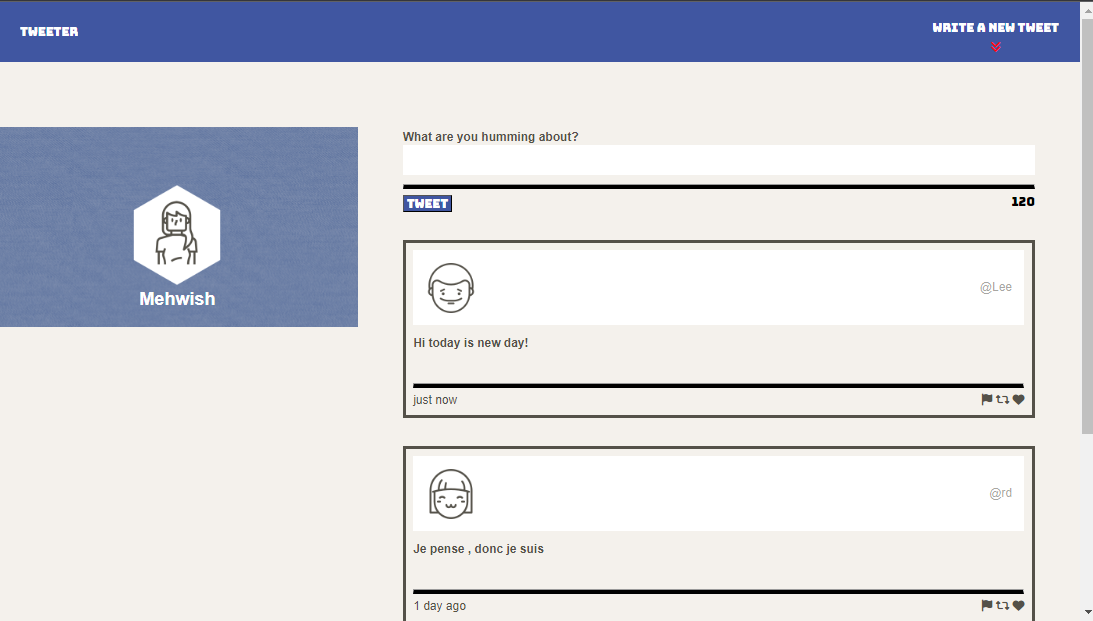 TWEETER
WRITE A NEW TWEET
Mehwish
What are you humming about?
TWEET
120
@Lee
Hi today is new day!
just now
@rd
Je pense , donc je suis
1 day ago